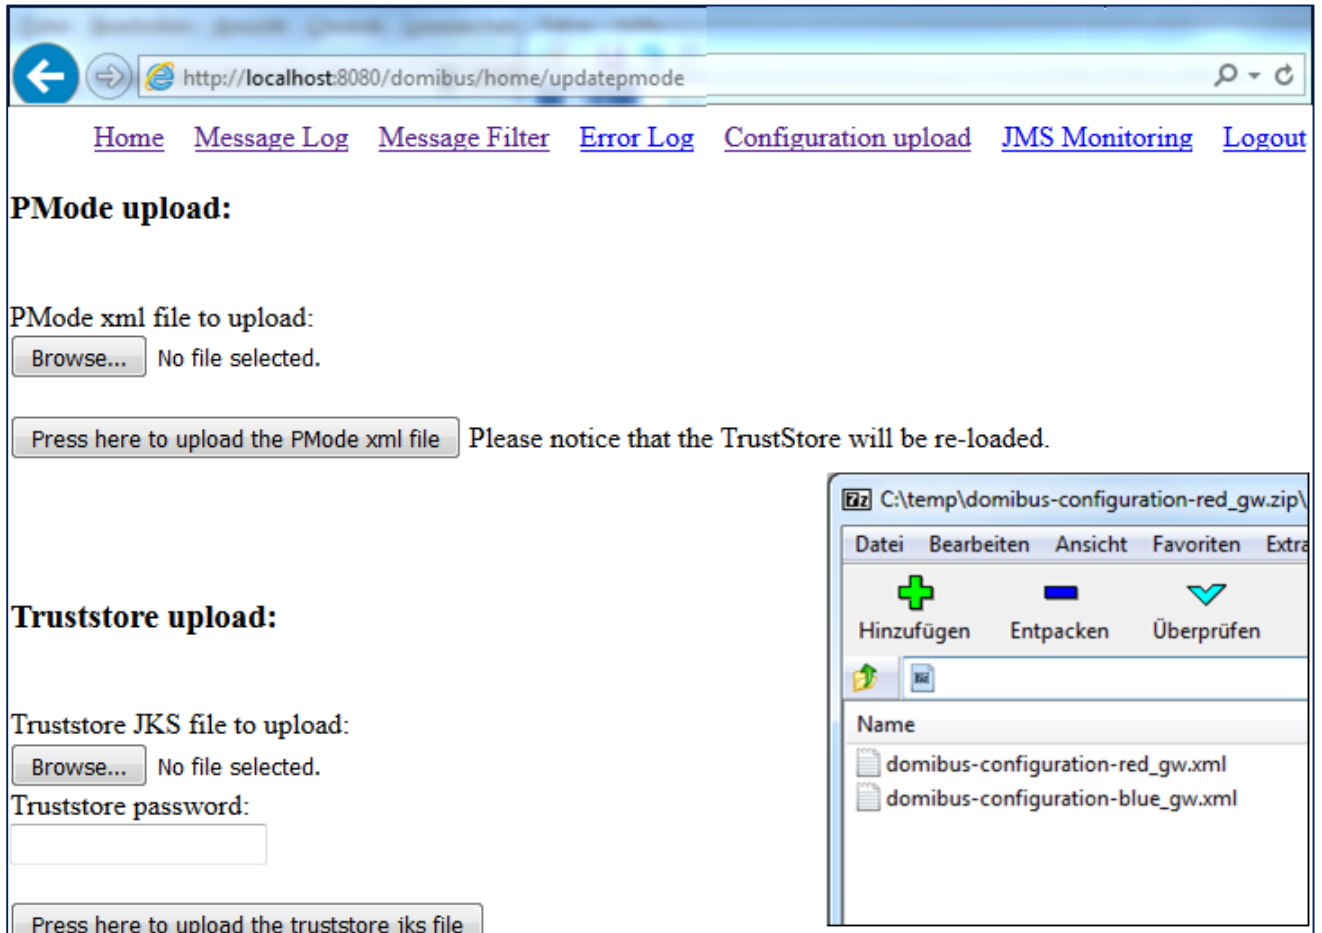 http://localhost:8080/domibus/home/updatepmode
Home Message Log Message Filter Error Log Configuration upload JMS Monitoring Logout
PMode upload:
PMode xml file to upload:
Browse... No file selected.
Press here to upload the PMode xml file Please notice that the TrustStore will be re-loaded.
Truststore upload:
Truststore JKS file to upload:
Browse... No file selected.
Truststore password:
Press here to upload the truststore jks file
C:\temp\domibus-configuration-red_gw.zip\
Datei Bearbeiten Ansicht Favoriten Extra
Hinzufügen Entpacken Überprüfen
Name
domibus-configuration-red_gw.xml
domibus-configuration-blue_gw.xml